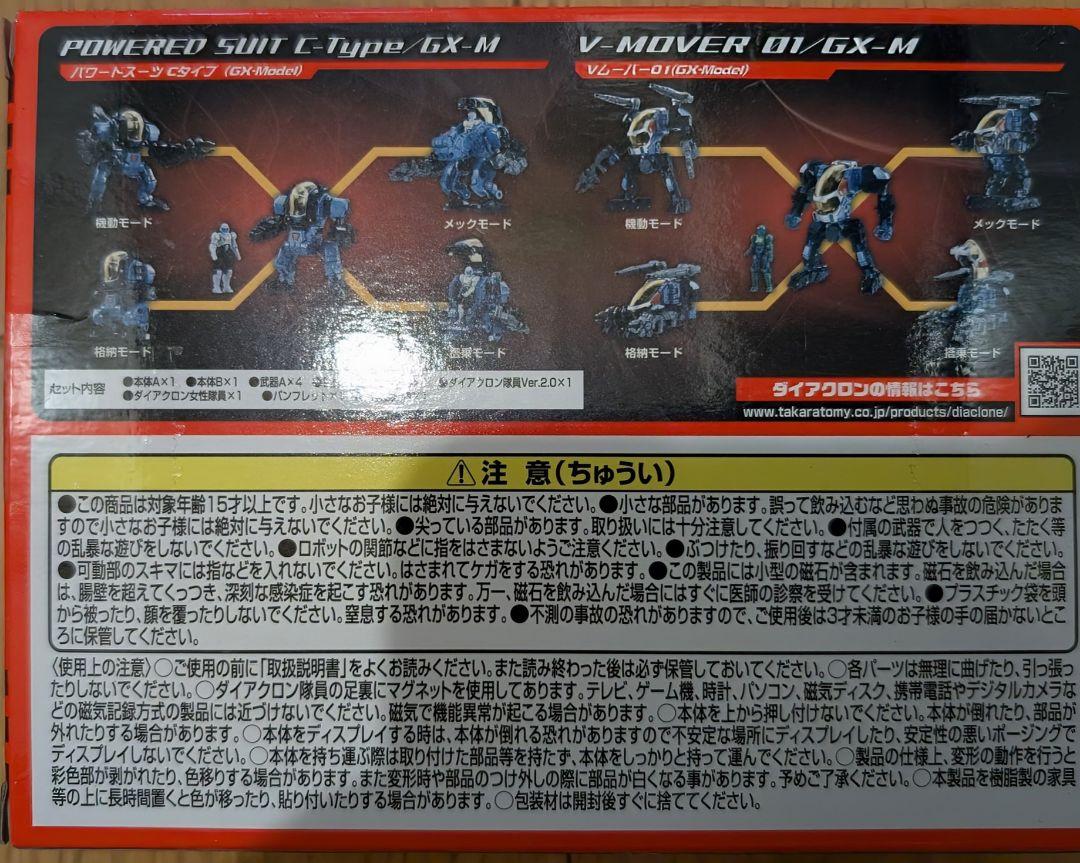 POWERED SUIT C-Type/GX-M
パワードスーツ Cタイプ (GX-Model)
V-MOVER 01/GX-M
Vムーバー01(GX-Model)
機動モード
メックモード
格納モード
搭乗モード
機動モード
メックモード
格納モード
搭乗モード
セット内容
●本体A×1 ●本体B×1 ●武器A×4
●ダイアクロン隊員Ver.2.0×1
●ダイアクロン女性隊員×1 ●パンフレット
ダイアクロンの情報はこちら
www.takaratomy.co.jp/products/diaclone/
⚠注 意(ちゅうい)
●この商品は対象年齢15才以上です。小さなお子様には絶対に与えないでください。●小さな部品があります。誤って飲み込むなど思わぬ事故の危険がありま
すので小さなお子様には絶対に与えないでください。●尖っている部品があります。取り扱いには十分注意してください。●付属の武器で人をつつく、たたく等
の乱暴な遊びをしないでください。●ロボットの関節などに指をはさまないようご注意ください。●ぶつけたり、振り回すなどの乱暴な遊びをしないでください。
●可動部のスキマには指などを入れないでください。はさまれてケガをする恐れがあります。●この製品には小型の磁石が含まれます。磁石を飲み込んだ場合
は、腸壁を超えてくっつき、深刻な感染症を起こす恐れがあります。万一、磁石を飲み込んだ場合にはすぐに医師の診察を受けてください。●プラスチック袋を頭
から被ったり、顔を覆ったりしないでください。窒息する恐れがあります。●不測の事故の恐れがありますので、ご使用後は3才未満のお子様の手の届かないとこ
ろに保管してください。
〈使用上の注意〉○ご使用の前に「取扱説明書」をよくお読みください。また読み終わった後は必ず保管しておいてください。○各パーツは無理に曲げたり、引っ張っ
たりしないでください。○ダイアクロン隊員の足裏にマグネットを使用してあります。テレビ、ゲーム機、時計、パソコン、磁気ディスク、携帯電話やデジタルカメラな
どの磁気記録方式の製品には近づけないでください。磁気で機能異常が起こる場合があります。○本体を上から押し付けないでください。本体が倒れたり、部品が
外れたりする場合があります。○本体をディスプレイする時は、本体が倒れる恐れがありますので不安定な場所にディスプレイしたり、安定性の悪いポージングで
ディスプレイしないでください。○本体を持ち運ぶ際は取り付けた部品等を持たず、本体をしっかりと持って運んでください。○製品の仕様上、変形の動作を行うと
彩色部が剥がれたり、色移りする場合があります。また変形時や部品のつけ外しの際に部品が白くなる事があります。予めご了承ください。○本製品を樹脂製の家具
等の上に長時間置くと色が移ったり、貼り付いたりする場合があります。○包装材は開封後すぐに捨ててください。